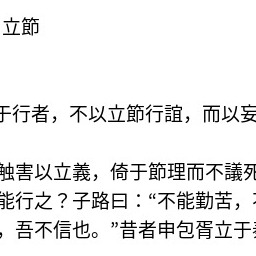 立節
于行者，不以立節行誼，而以妄
触害以立義，倚于節理而不議死
能行之？子路曰：“不能勤苦，不
，吾不信也。”昔者申包胥立于秦